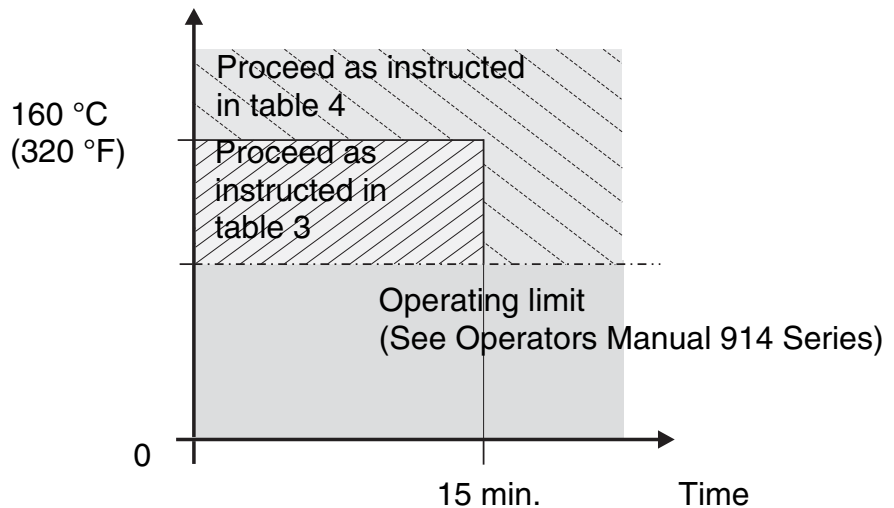 Proceed as instructed
in table 4
160 °C
(320 °F)
Proceed as
instructed in
table 3
Operating limit
(See Operators Manual 914 Series)
0
15 min.
Time